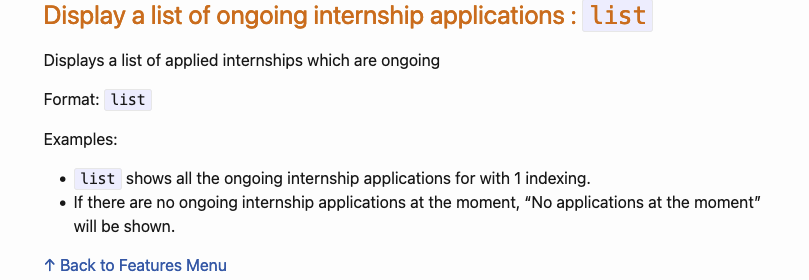 Display a list of ongoing internship applications : list
Displays a list of applied internships which are ongoing
Format: list
Examples:
• list shows all the ongoing internship applications for with 1 indexing.
• If there are no ongoing internship applications at the moment, “No applications at the moment”
will be shown.
↑ Back to Features Menu